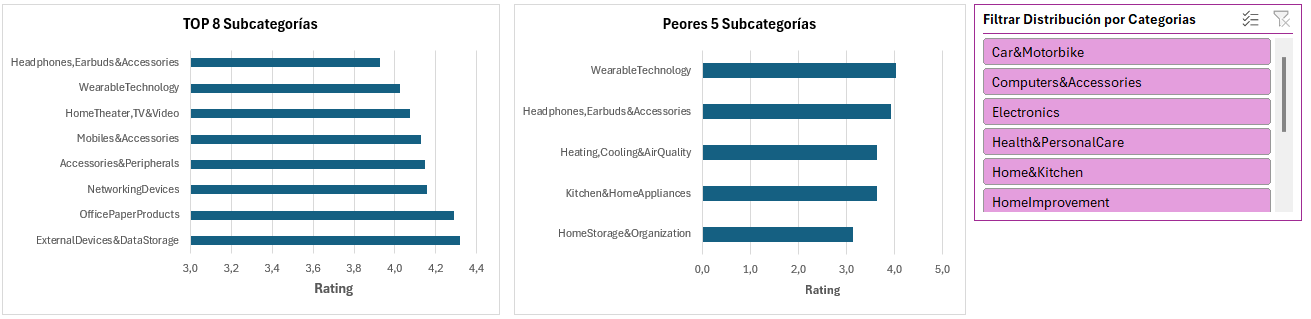 TOP 8 Subcategorías
Headphones,Earbuds&Accessories
WearableTechnology
HomeTheater,TV&Video
Mobiles&Accessories
Accessories&Peripherals
NetworkingDevices
OfficePaperProducts
ExternalDevices&DataStorage
3,0 3,2 3,4 3,6 3,8 4,0 4,2 4,4
Rating
Peores 5 Subcategorías
WearableTechnology
Headphones,Earbuds&Accessories
Heating,Cooling&AirQuality
Kitchen&HomeAppliances
HomeStorage&Organization
0,0 1,0 2,0 3,0 4,0 5,0
Rating
Filtrar Distribución por Categorias
Car&Motorbike
Computers&Accessories
Electronics
Health&PersonalCare
Home&Kitchen
HomeImprovement